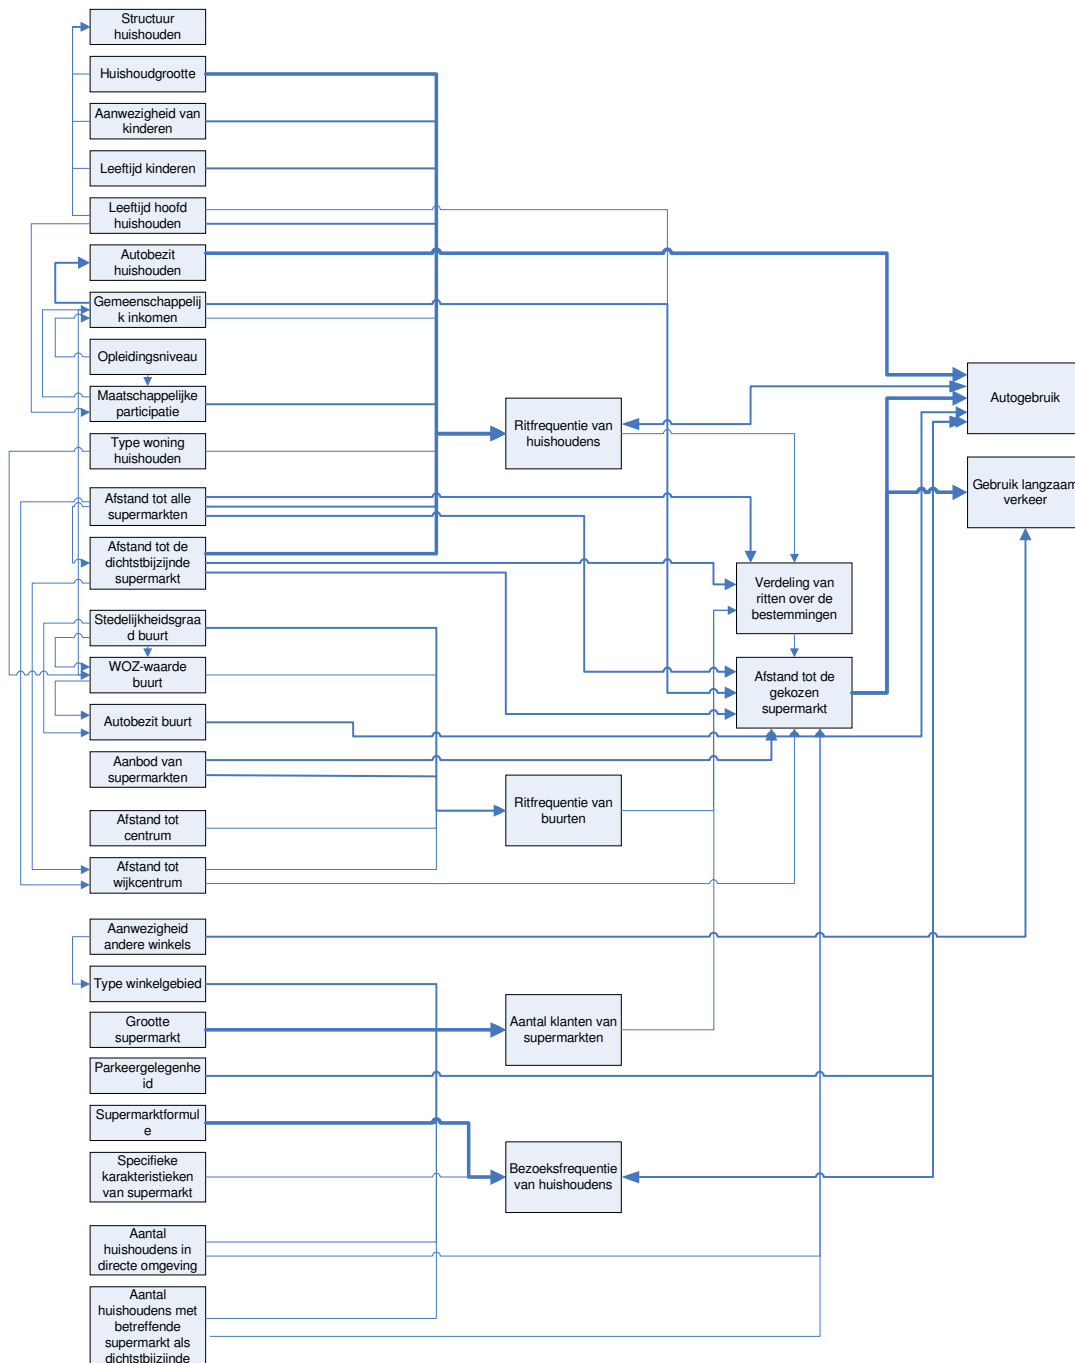 Structuur
huishouden
Huishoudgrootte
Aanwezigheid van
kinderen
Leeftijd kinderen
Leeftijd hoofd
huishouden
Autobezit
huishouden
Gemeenschappelij
k inkomen
Opleidingsniveau
Maatschappelijke
participatie
Type woning
huishouden
Afstand tot alle
supermarkten
Afstand tot de
dichtstbijzijnde
supermarkt
Stedelijkheidsgraa
d buurt
WOZ-waarde
buurt
Autobezit buurt
Aanbod van
supermarkten
Afstand tot
centrum
Afstand tot
wijkcentrum
Aanwezigheid
andere winkels
Type winkelgebied
Grootte
supermarkt
Parkeergelegenhe
id
Supermarktformul
e
Specifieke
karakteristieken
van supermarkt
Aantal
huishoudens in
directe omgeving
Aantal
huishoudens met
betreffende
supermarkt als
dichtstbijzijnde
Ritfrequentie van
huishoudens
Ritfrequentie van
buurten
Aantal klanten van
supermarkten
Bezoeksfrequentie
van huishoudens
Verdeling van
ritten over de
bestemmingen
Afstand tot de
gekozen
supermarkt
Autogebruik
Gebruik langzaam
verkeer